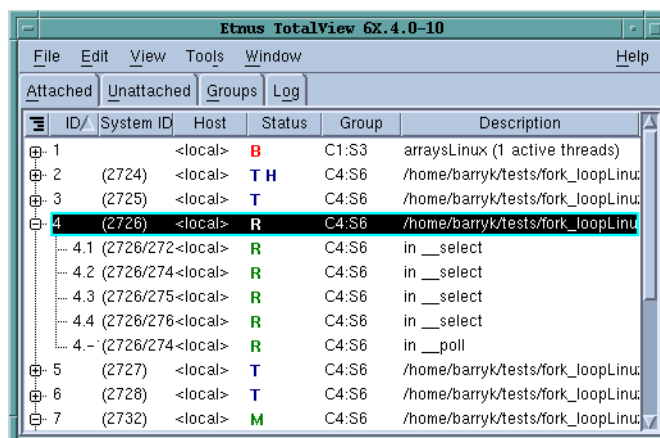 Etnus TotalView 6X.4.0-10
File Edit View Tools Window Help
Attached Unattached Groups Log
ID System ID Host Status Group Description
1 <local> B C1:S3 arraysLinux (1 active threads)
2 (2724) <local> T H C4:S6 /home/barryk/tests/fork_loopLinu
3 (2725) <local> T C4:S6 /home/barryk/tests/fork_loopLinu
4 (2726) <local> R C4:S6 /home/barryk/tests/fork_loopLinu
4.1 (2726/272 <local> R C4:S6 in __select
4.2 (2726/274 <local> R C4:S6 in __select
4.3 (2726/275 <local> R C4:S6 in __select
4.4 (2726/276 <local> R C4:S6 in __select
4.- (2726/274 <local> R C4:S6 in __poll
5 (2727) <local> T C4:S6 /home/barryk/tests/fork_loopLinu
6 (2728) <local> T C4:S6 /home/barryk/tests/fork_loopLinu
7 (2732) <local> M C4:S6 /home/barryk/tests/fork_loopLinu